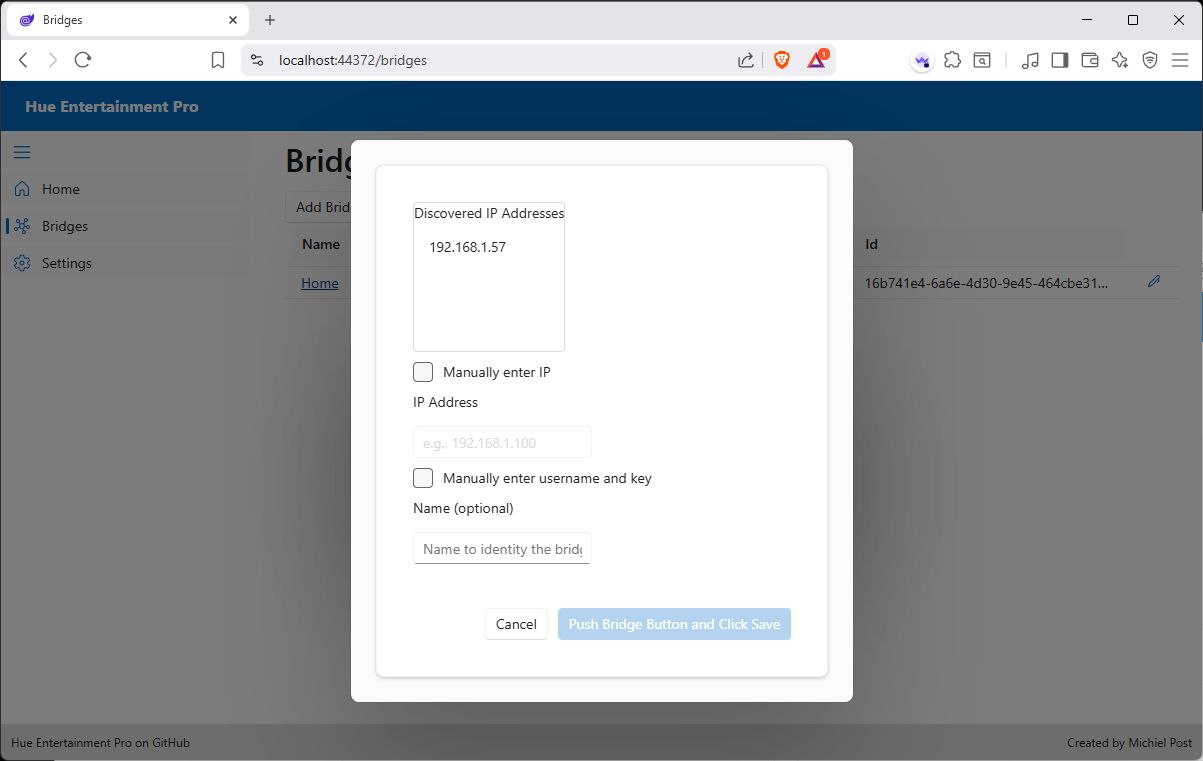 Bridges
localhost:44372/bridges
1
Hue Entertainment Pro
Home
Bridges
Settings
Bridg
Add Brid
Name
Id
Home
16b741e4-6a6e-4d30-9e45-464cbe31...
Discovered IP Addresses
192.168.1.57
Manually enter IP
IP Address
e.g., 192.168.1.100
Manually enter username and key
Name (optional)
Name to identity the bridg
Cancel
Push Bridge Button and Click Save
Hue Entertainment Pro on GitHub
Created by Michiel Post